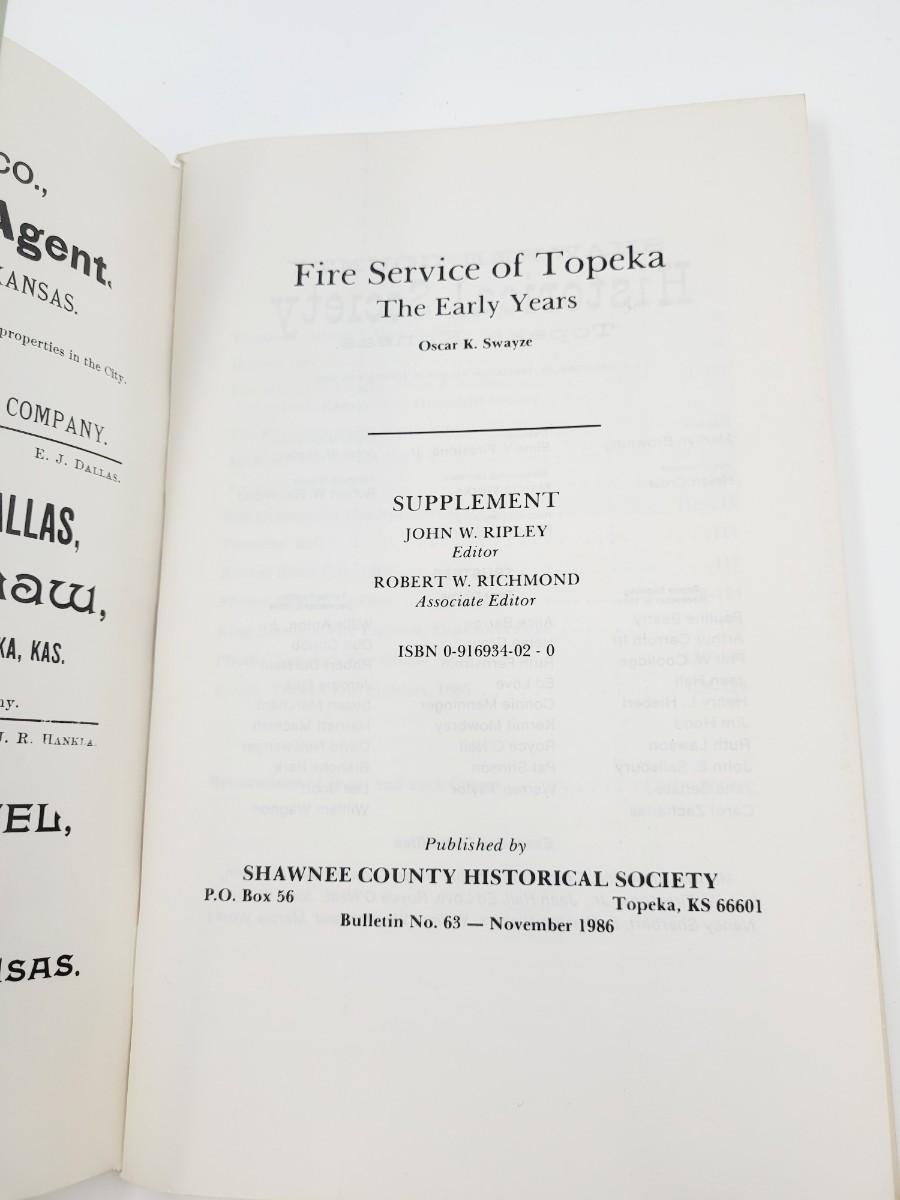 CO.,
Agent.
KANSAS.
properties in the City.
COMPANY.
E. J. DALLAS.
ALLAS,
aw,
KA, KAS.
ny.
J. R. HANKLA.
VEL,
NSAS.
Fire Service of Topeka
The Early Years
Oscar K. Swayze
SUPPLEMENT
JOHN W. RIPLEY
Editor
ROBERT W. RICHMOND
Associate Editor
ISBN 0-916934-02 - 0
Published by
SHAWNEE COUNTY HISTORICAL SOCIETY
P.O. Box 56 Topeka, KS 66601
Bulletin No. 63 — November 1986